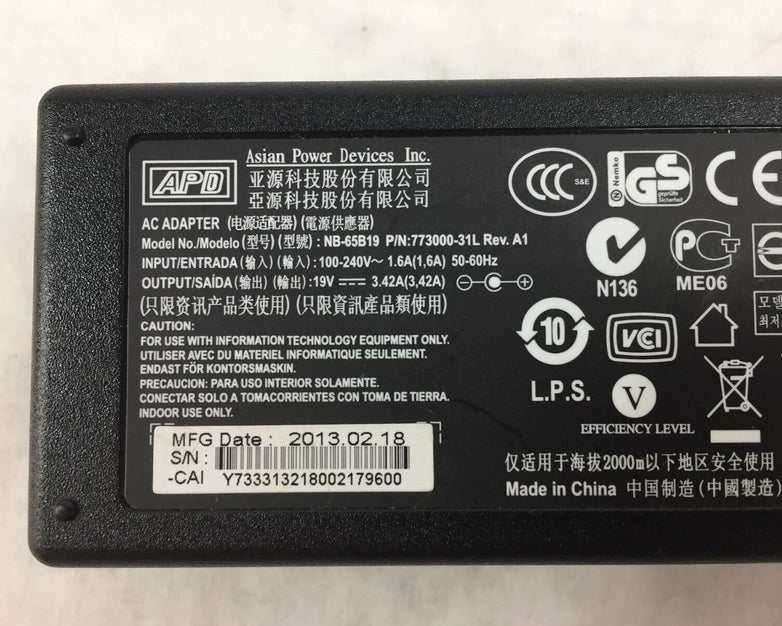 APD
Asian Power Devices Inc.
亚源科技股份有限公司
亞源科技股份有限公司
AC ADAPTER (电源适配器) (電源供應器)
Model No./Modelo (型号) (型號) : NB-65B19 P/N:773000-31L Rev. A1
INPUT/ENTRADA (输入) (輸入) :100-240V~ 1.6A(1,6A) 50-60Hz
OUTPUT/SAÍDA (输出) (輸出) :19V 3.42A(3,42A)
(只限资讯产品类使用) (只限資訊產品類使用)
CAUTION:
FOR USE WITH INFORMATION TECHNOLOGY EQUIPMENT ONLY.
UTILISER AVEC DU MATERIEL INFORMATIQUE SEULEMENT.
ENDAST FÖR KONTORSMASKIN.
PRECAUCION: PARA USO INTERIOR SOLAMENTE.
CONECTAR SOLO A TOMACORRIENTES CON TOMA DE TIERRA.
INDOOR USE ONLY.
MFG Date : 2013.02.18
S/N :
-CAI Y733313218002179600
CCC S&E
N Nemko
GS
geprüfte
Sicherheit
CE
N136
PCT
ME06
모델
최저
10
VCI
L.P.S.
V
EFFICIENCY LEVEL
仅适用于海拔2000m以下地区安全使用
Made in China 中国制造 (中國製造)